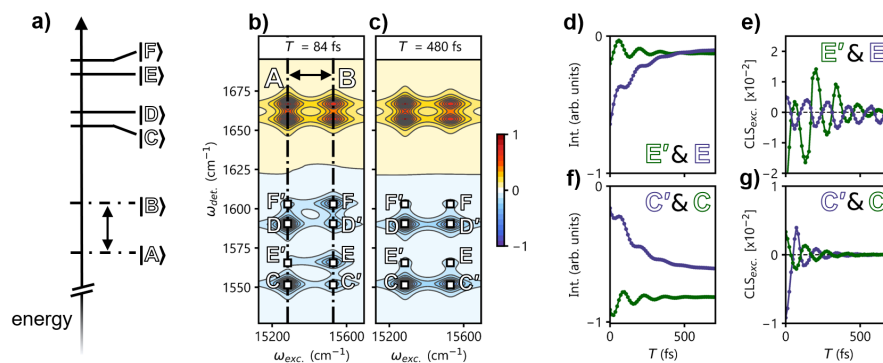 a)
|F⟩
|E⟩
|D⟩
|C⟩
|B⟩
|A⟩
energy
b)
c)
T = 84 fs
T = 480 fs
A
B
1675
1650
1625
1600
1575
1550
ω_det. (cm⁻¹)
F'
F
D
D'
E'
E
C
C'
F'
F
D
D'
E'
E
C
C'
15200
15600
15200
15600
ω_exc. (cm⁻¹)
ω_exc. (cm⁻¹)
1
0
−1
d)
0
−1
Int. (arb. units)
E' & E
e)
2
1
0
−1
−2
CLS_exc. [x10⁻²]
E' & E
f)
0
−1
Int. (arb. units)
C' & C
0
500
T (fs)
g)
1
0
−1
CLS_exc. [x10⁻²]
C' & C
0
500
T (fs)